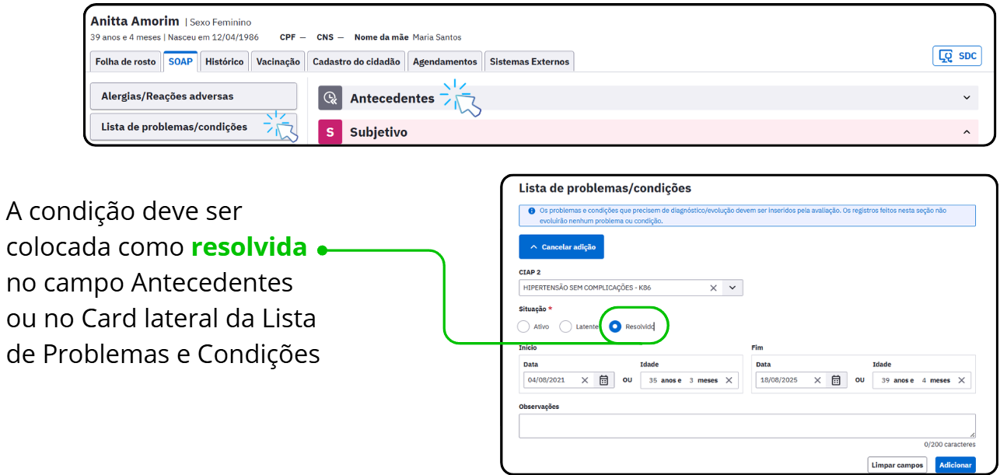 Anitta Amorim | Sexo Feminino
39 anos e 4 meses | Nasceu em 12/04/1986 CPF — CNS — Nome da mãe Maria Santos
Folha de rosto SOAP Histórico Vacinação Cadastro do cidadão Agendamentos Sistemas Externos SDC
Alergias/Reações adversas
Lista de problemas/condições
Antecedentes
S Subjetivo
A condição deve ser
colocada como resolvida
no campo Antecedentes
ou no Card lateral da Lista
de Problemas e Condições
Lista de problemas/condições
Os problemas e condições que precisem de diagnóstico/evolução devem ser inseridos pela avaliação. Os registros feitos nesta seção não
evoluirão nenhum problema ou condição.
Cancelar adição
CIAP 2
HIPERTENSÃO SEM COMPLICAÇÕES - K86
Situação *
Ativo Latente Resolvido
Início Fim
Data Idade Data Idade
04/08/2021 OU 35 anos e 3 meses 18/08/2025 OU 39 anos e 4 meses
Observações
0/200 caracteres
Limpar campos Adicionar